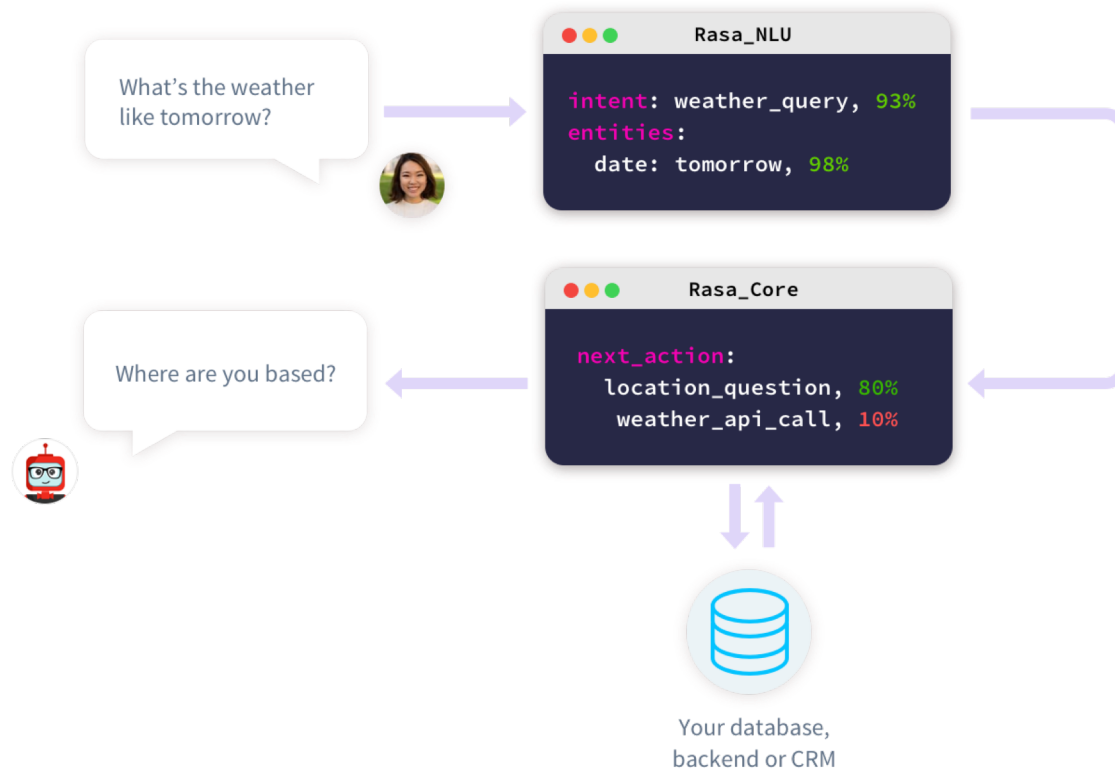 What’s the weather
like tomorrow?
Rasa_NLU
intent: weather_query, 93%
entities:
date: tomorrow, 98%
Rasa_Core
next_action:
location_question, 80%
weather_api_call, 10%
Where are you based?
Your database,
backend or CRM